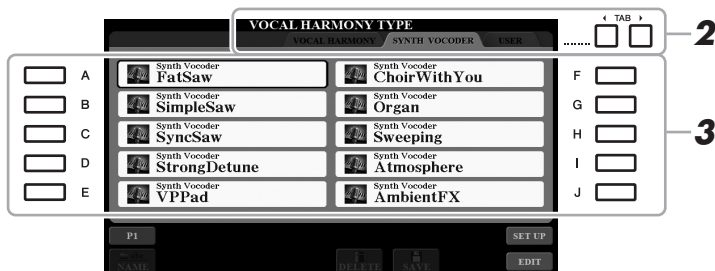 VOCAL HARMONY TYPE
VOCAL HARMONY SYNTH VOCODER USER
TAB
2
A Synth Vocoder FatSaw Synth Vocoder ChoirWithYou F
B Synth Vocoder SimpleSaw Synth Vocoder Organ G
C Synth Vocoder SyncSaw Synth Vocoder Sweeping H
3
D Synth Vocoder StrongDetune Synth Vocoder Atmosphere I
E Synth Vocoder VPPad Synth Vocoder AmbientFX J
P1 SET UP
NAME DELETE SAVE EDIT